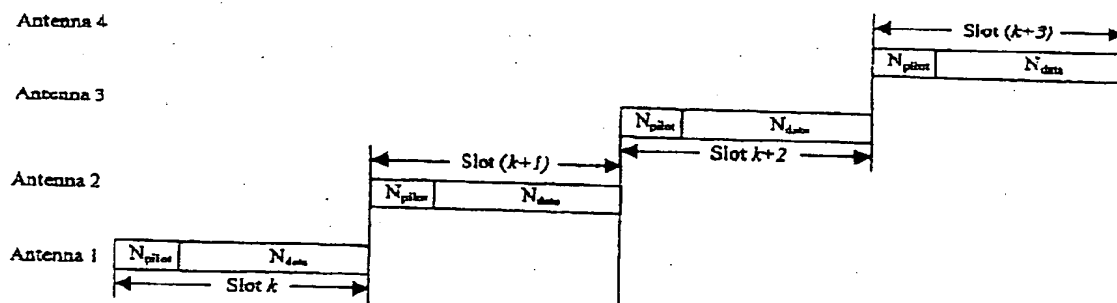 Antenna 4
Slot (k+3)
N_pilot N_data
Antenna 3
N_pilot N_data
Slot k+2
Slot (k+1)
Antenna 2
N_pilot N_data
Antenna 1
N_pilot N_data
Slot k